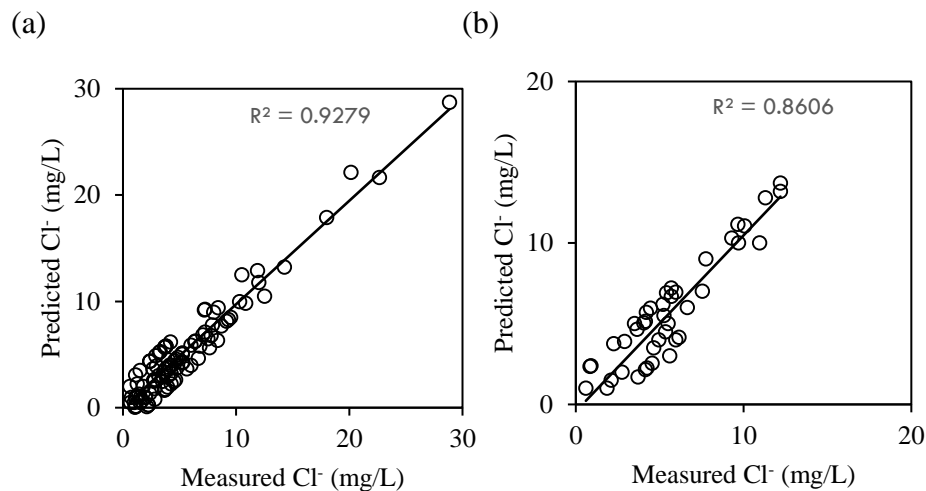 (a)
R² = 0.9279
Predicted Cl⁻ (mg/L)
30
20
10
0
0 10 20 30
Measured Cl⁻ (mg/L)
(b)
R² = 0.8606
Predicted Cl⁻ (mg/L)
20
10
0
0 10 20
Measured Cl⁻ (mg/L)